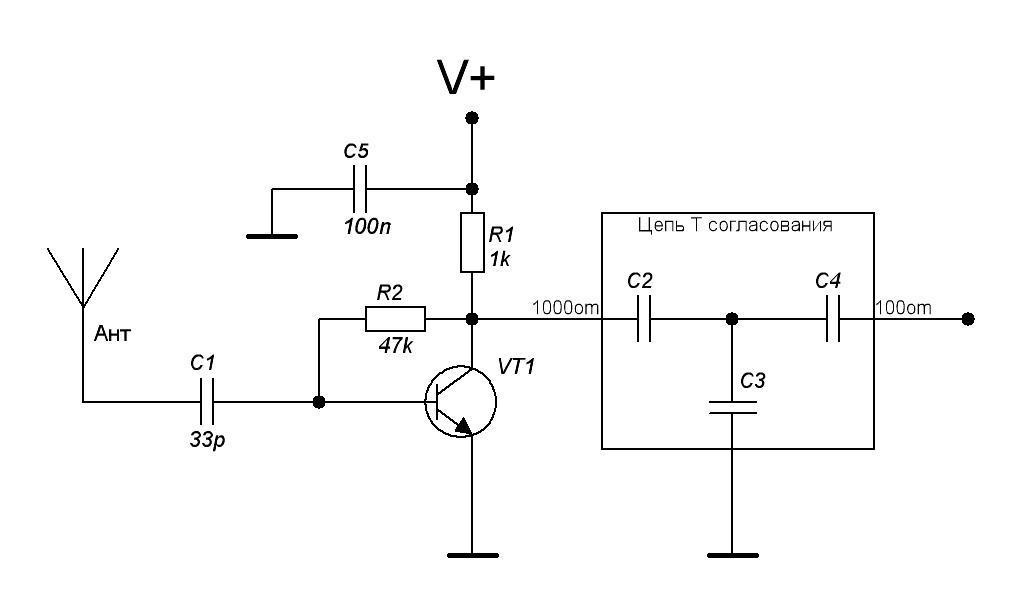 V+
C5
100n
R1
1k
Цепь Т согласования
R2
47k
1000om
C2
C4
100om
Ант
C1
33p
VT1
C3